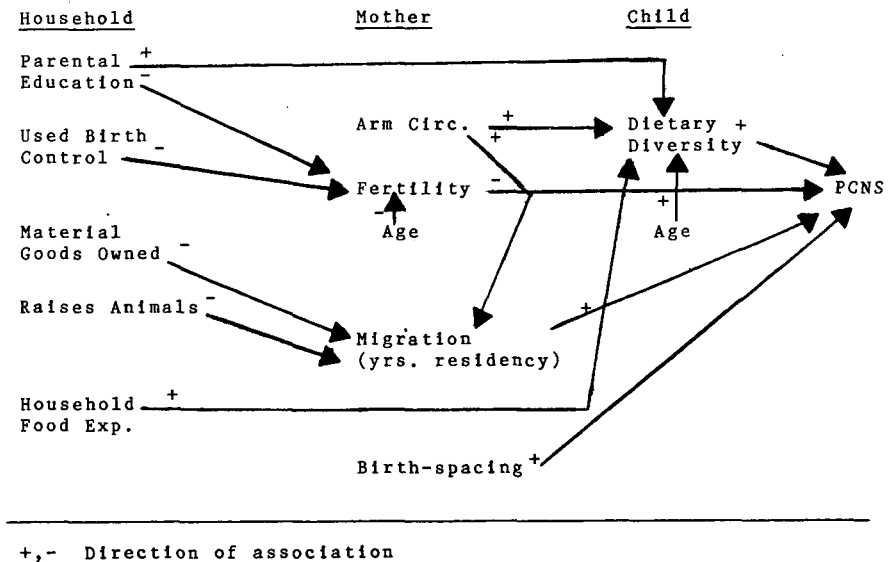 Household Mother Child
Parental +
Education -
Arm Circ. + +
Dietary +
Diversity
Used Birth
Control -
Fertility -
PCNS
- Age
+ Age
Material
Goods Owned -
Raises Animals -
+
Migration
(yrs. residency)
Household +
Food Exp.
Birth-spacing +
+,- Direction of association